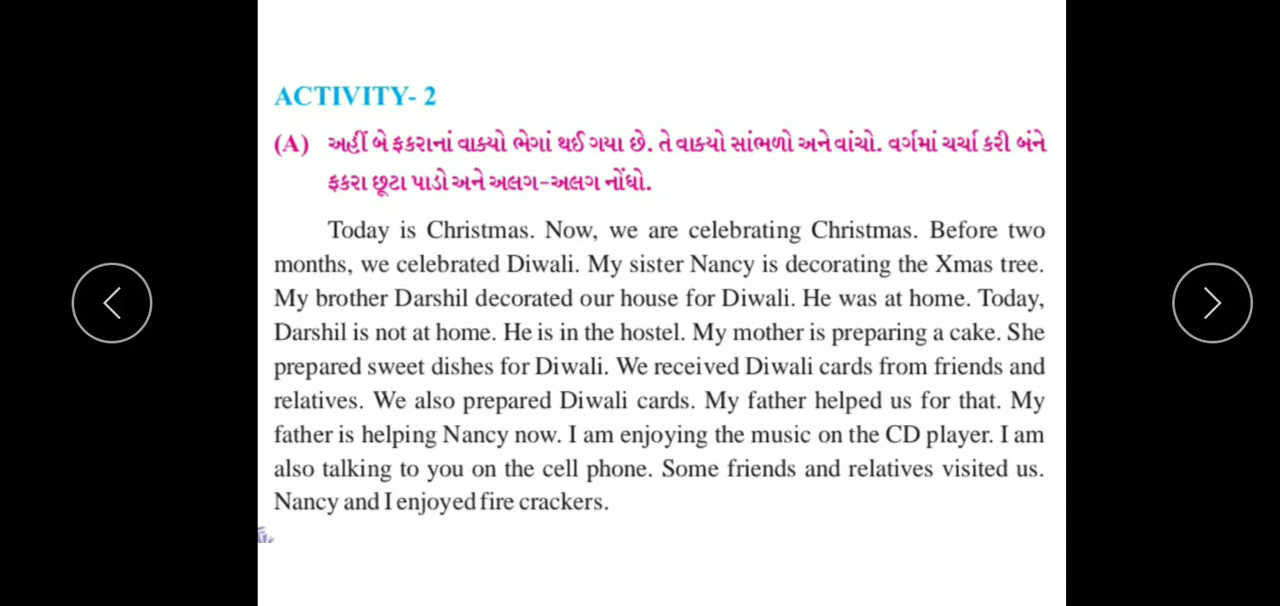 ACTIVITY- 2
(A) અહીં બે ફકરાનાં વાક્યો ભેગાં થઈ ગયા છે. તે વાક્યો સાંભળો અને વાંચો. વર્ગમાં ચર્ચા કરી બંને
ફકરા છૂટા પાડો અને અલગ-અલગ નોંધો.
Today is Christmas. Now, we are celebrating Christmas. Before two
months, we celebrated Diwali. My sister Nancy is decorating the Xmas tree.
My brother Darshil decorated our house for Diwali. He was at home. Today,
Darshil is not at home. He is in the hostel. My mother is preparing a cake. She
prepared sweet dishes for Diwali. We received Diwali cards from friends and
relatives. We also prepared Diwali cards. My father helped us for that. My
father is helping Nancy now. I am enjoying the music on the CD player. I am
also talking to you on the cell phone. Some friends and relatives visited us.
Nancy and I enjoyed fire crackers.